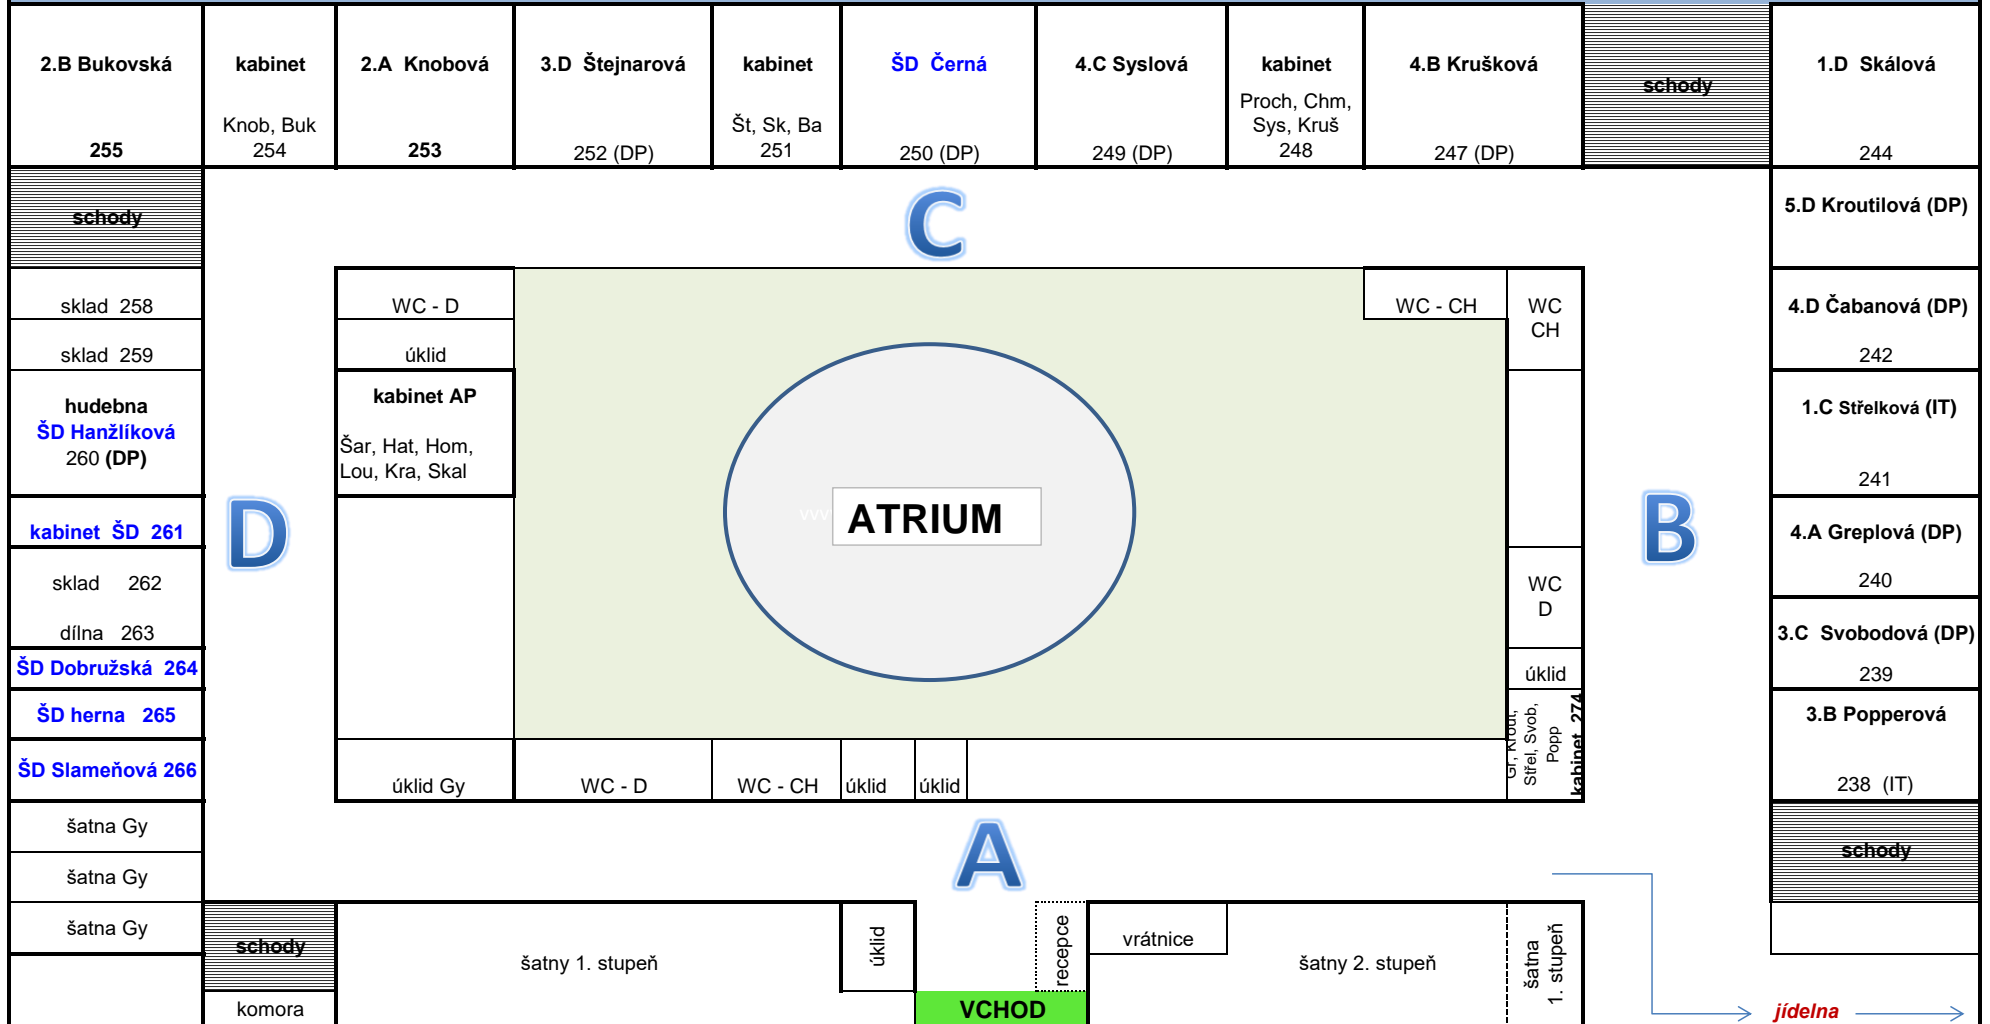 2.B Bukovská
255
kabinet
Knob, Buk
254
2.A Knobová
253
3.D Štejnarová
252 (DP)
kabinet
Št, Sk, Ba
251
ŠD Černá
250 (DP)
4.C Syslová
249 (DP)
kabinet
Proch, Chm,
Sys, Kruš
248
4.B Krušková
247 (DP)
schody
1.D Skálová
244
schody
C
5.D Kroutilová (DP)
sklad 258
WC - D
WC - CH
WC
CH
4.D Čabanová (DP)
242
sklad 259
úklid
hudebna
ŠD Hanžlíková
260 (DP)
kabinet AP
Šar, Hat, Hom,
Lou, Kra, Skal
1.C Střelková (IT)
241
kabinet ŠD 261
D
ATRIUM
B
4.A Greplová (DP)
240
sklad 262
dílna 263
WC
D
3.C Svobodová (DP)
239
ŠD Dobružská 264
úklid
ŠD herna 265
Gr, Krout,
Střel, Svob,
Popp
kabinet 274
3.B Popperová
238 (IT)
ŠD Slameňová 266
úklid Gy
WC - D
WC - CH
úklid
úklid
šatna Gy
A
schody
šatna Gy
šatna Gy
schody
šatny 1. stupeň
úklid
recepce
vrátnice
šatny 2. stupeň
šatna
1. stupeň
komora
VCHOD
jídelna